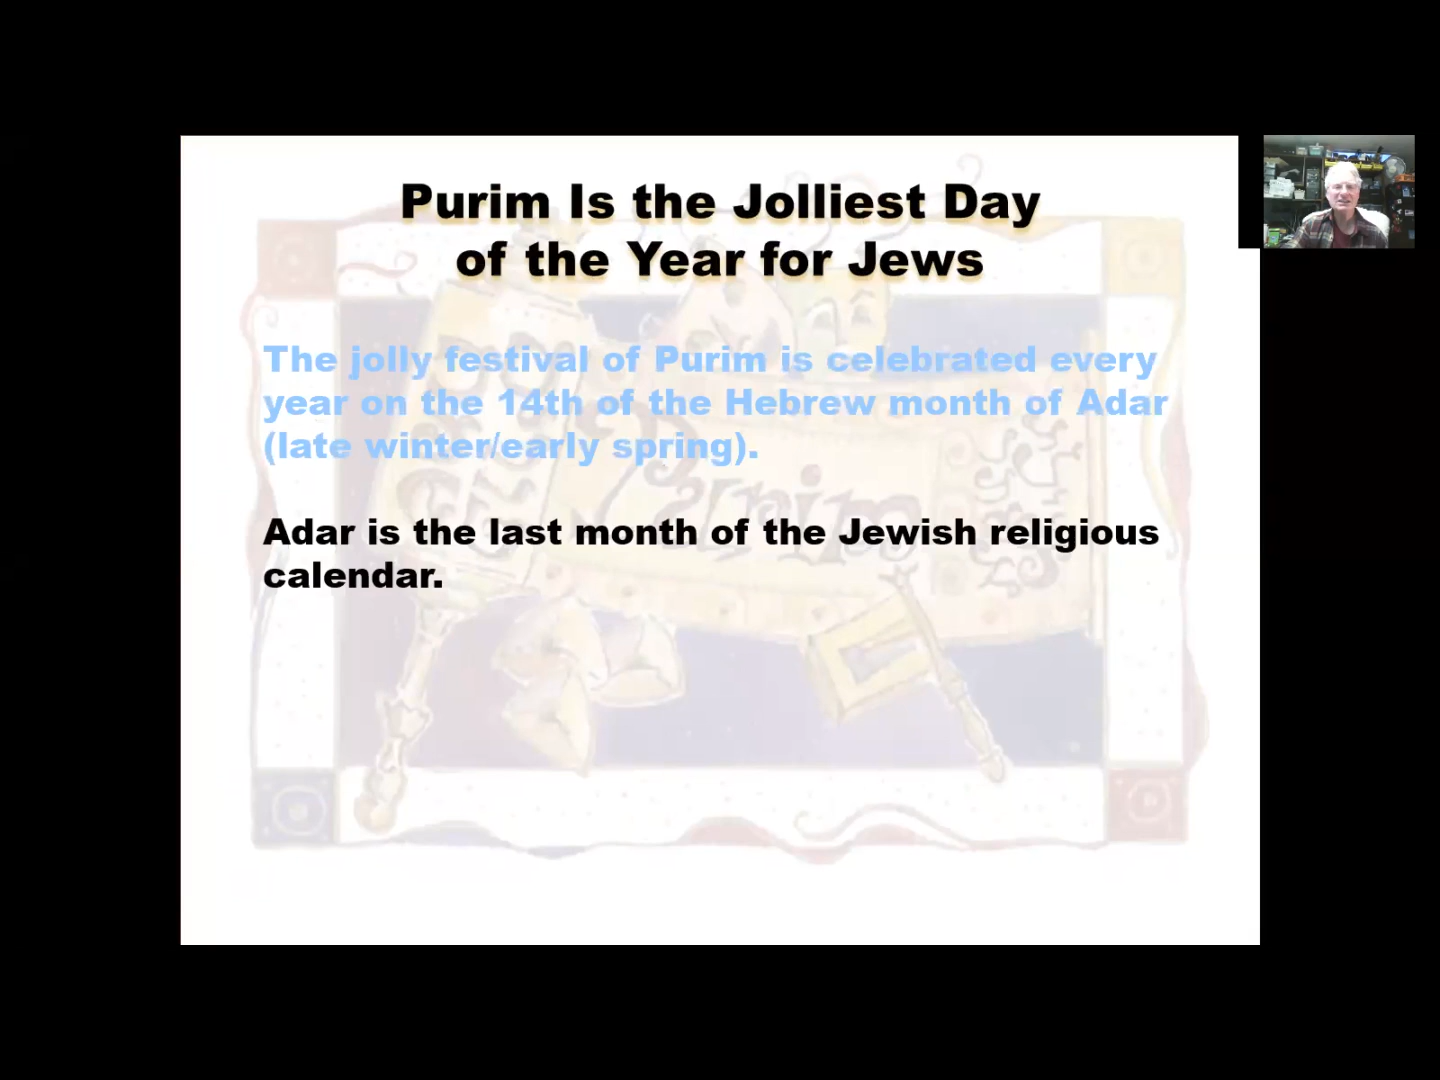 Purim Is the Jolliest Day
of the Year for Jews
The jolly festival of Purim is celebrated every
year on the 14th of the Hebrew month of Adar
(late winter/early spring).
Purim
Adar is the last month of the Jewish religious
calendar.